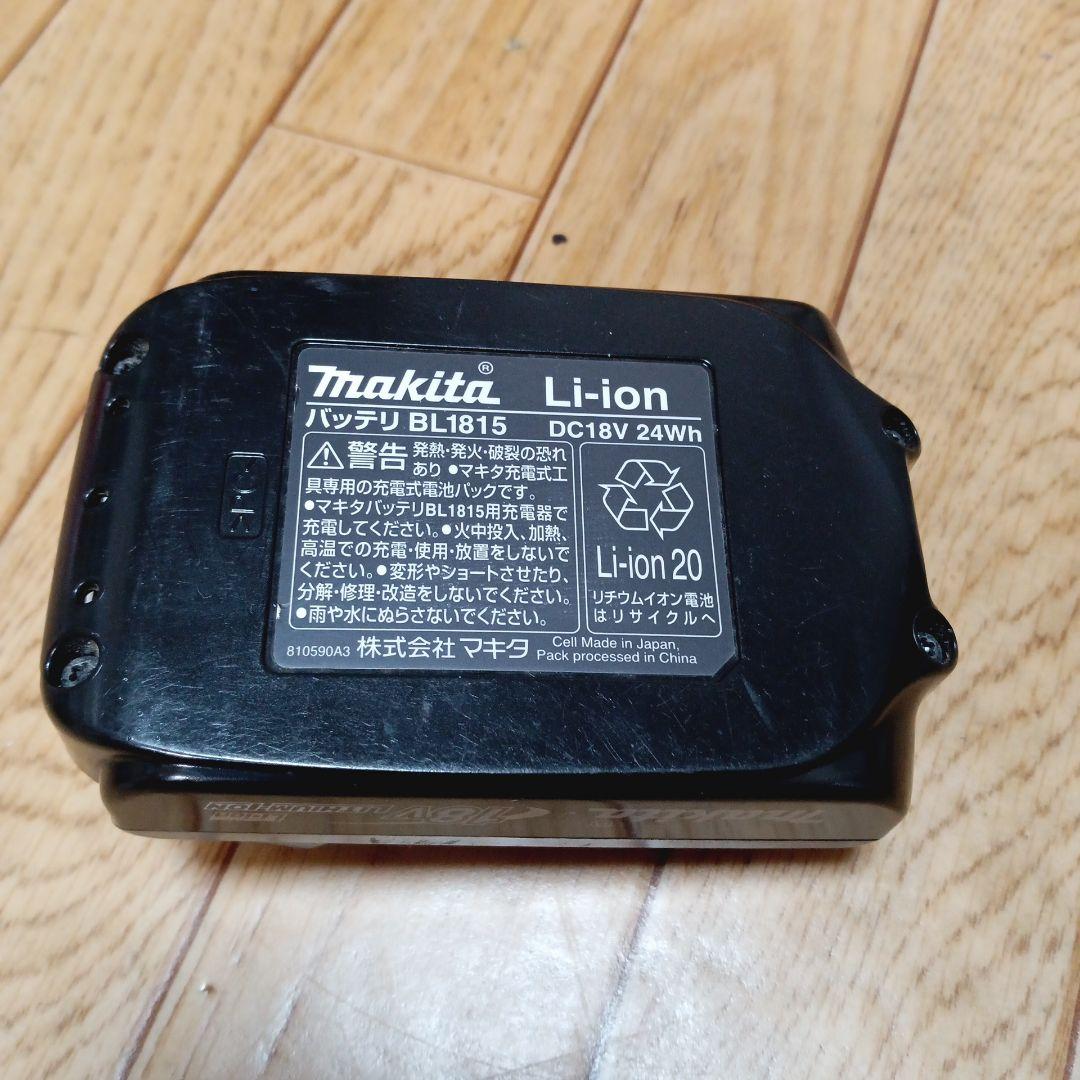 makita® Li-ion
バッテリ BL1815 DC18V 24Wh
警告 発熱・発火・破裂の恐れ
あり ●マキタ充電式工
具専用の充電式電池パックです。
●マキタバッテリBL1815用充電器で
充電してください。●火中投入、加熱、
高温での充電・使用・放置をしないで
ください。●変形やショートさせたり、
分解・修理・改造をしないでください。
●雨や水にぬらさないでください。
Li-ion 20
リチウムイオン電池
はリサイクルへ
810590A3 株式会社 マキタ
Cell Made in Japan,
Pack processed in China
makita 18V LITHIUM-ION